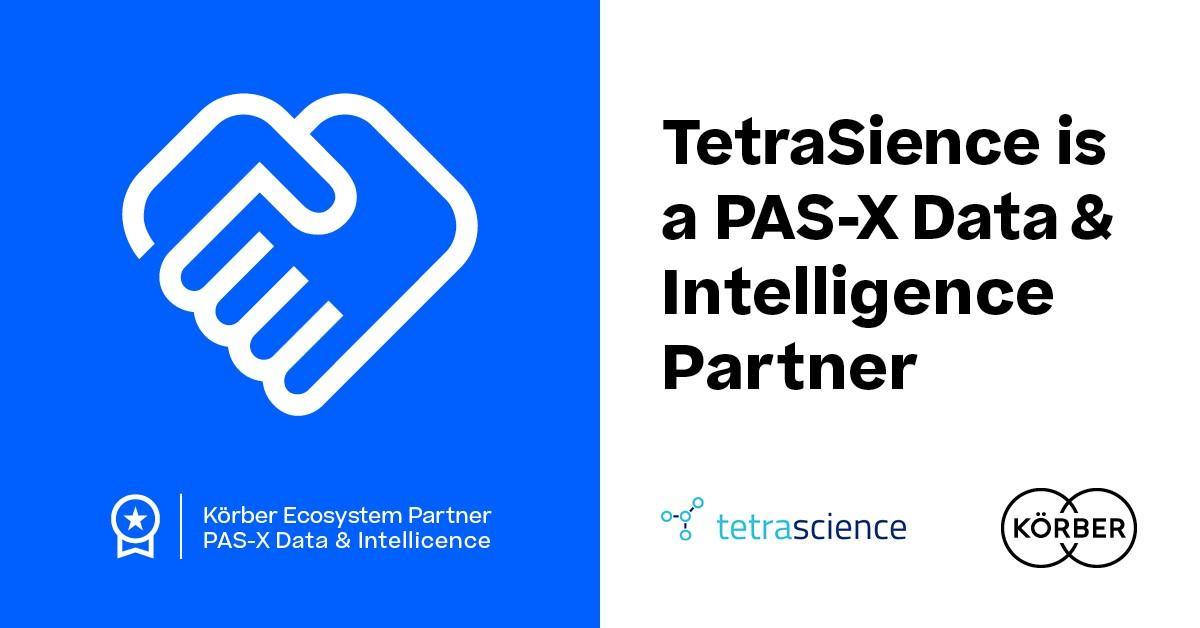 TetraSience is
a PAS-X Data &
Intelligence
Partner
Körber Ecosystem Partner
PAS-X Data & Intellicence
tetrascience
KÖRBER